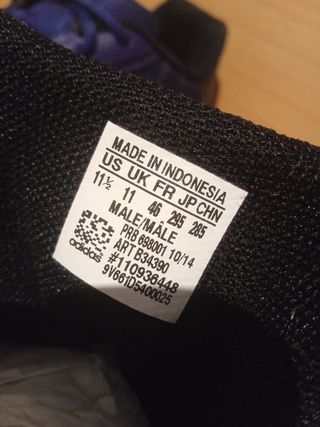 MADE IN INDONESIA
US UK FR JP CHN
11½ 11 46 295 285
MALE/MÂLE
PRB 698001 10/14
ART B34390
#110936448
9V661D5400025
adidas